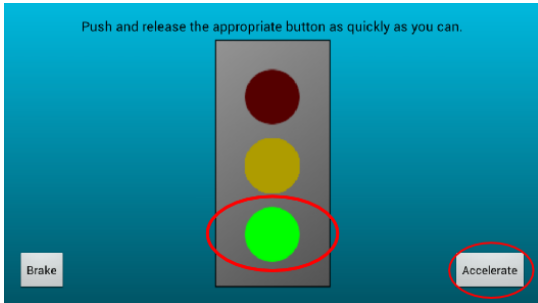 Push and release the appropriate button as quickly as you can.
Brake
Accelerate